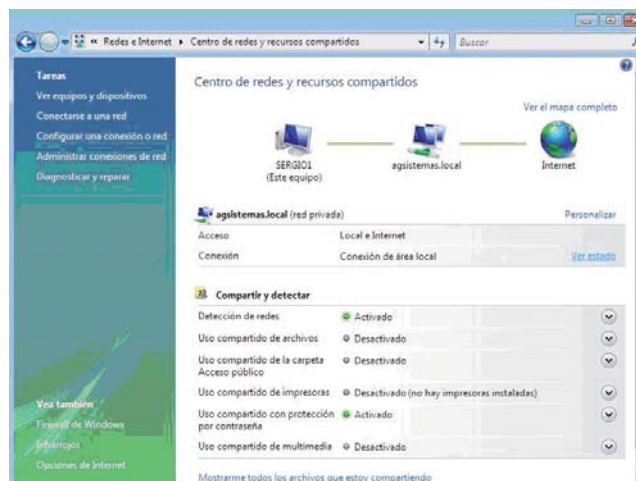 « Redes e Internet ▸ Centro de redes y recursos compartidos
Buscar
Tareas
Ver equipos y dispositivos
Conectarse a una red
Configurar una conexión o red
Administrar conexiones de red
Diagnosticar y reparar
Vea también
Firewall de Windows
Infrarrojos
Opciones de Internet
Centro de redes y recursos compartidos
Ver el mapa completo
SERGIO1
(Este equipo)
agsistemas.local
Internet
agsistemas.local (red privada)
Personalizar
Acceso Local e Internet
Conexión Conexión de área local Ver estado
Compartir y detectar
Detección de redes Activado
Uso compartido de archivos Desactivado
Uso compartido de la carpeta Desactivado
Acceso público
Uso compartido de impresoras Desactivado (no hay impresoras instaladas)
Uso compartido con protección Activado
por contraseña
Uso compartido de multimedia Desactivado
Mostrarme todos los archivos que estoy compartiendo